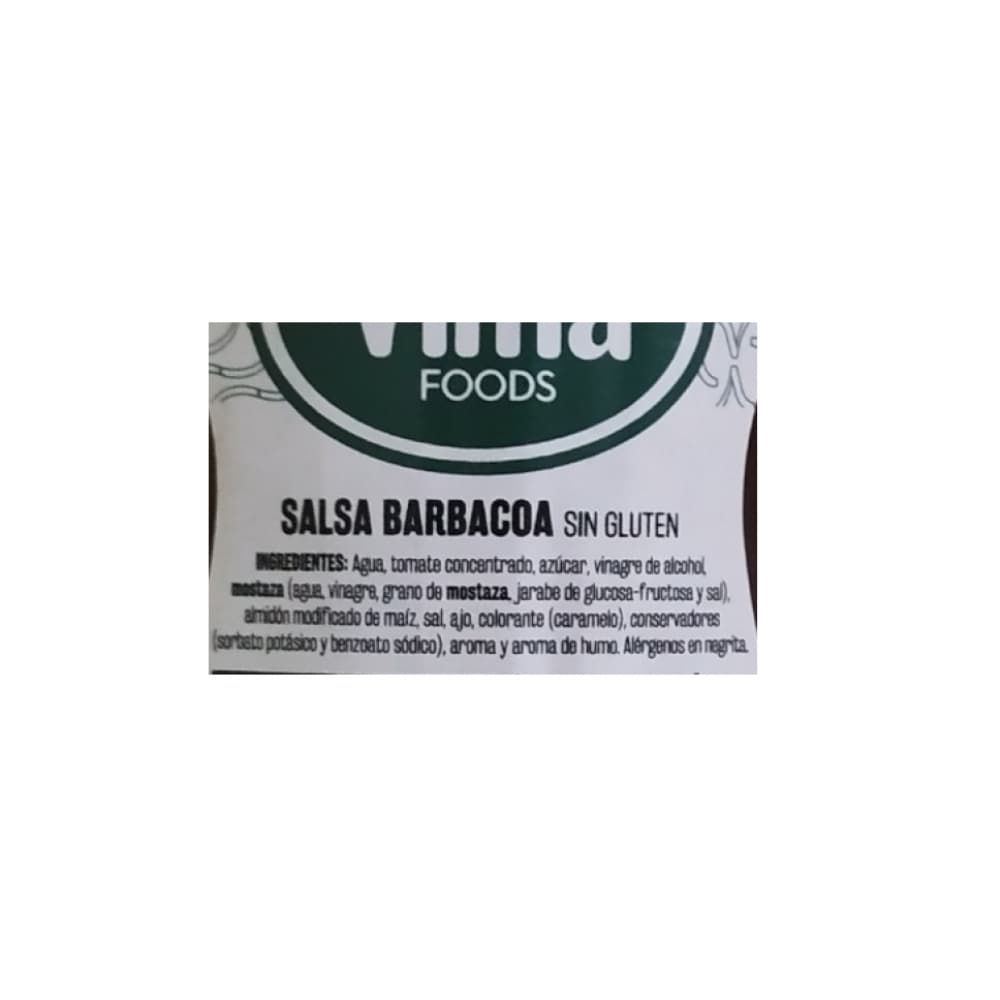 Vima
FOODS
SALSA BARBACOA SIN GLUTEN
INGREDIENTES: Agua, tomate concentrado, azúcar, vinagre de alcohol,
mostaza (agua, vinagre, grano de mostaza, jarabe de glucosa-fructosa y sal),
almidón modificado de maíz, sal, ajo, colorante (caramelo), conservadores
(sorbato potásico y benzoato sódico), aroma y aroma de humo. Alérgenos en negrita.